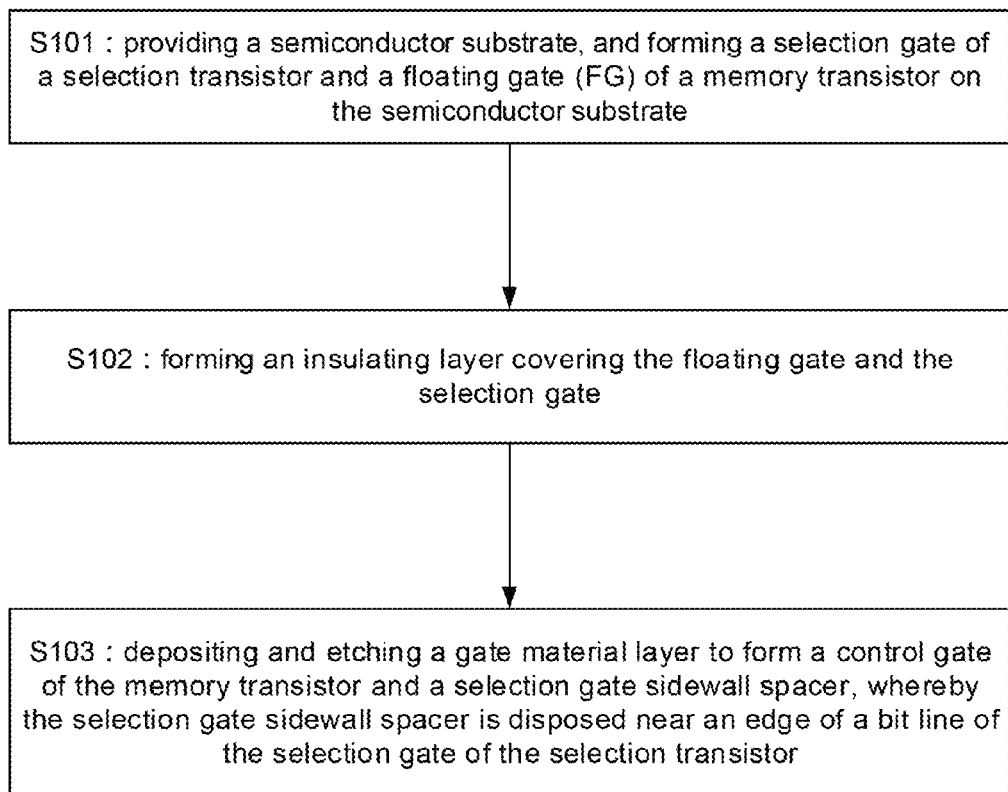 S101 : providing a semiconductor substrate, and forming a selection gate of
a selection transistor and a floating gate (FG) of a memory transistor on
the semiconductor substrate
S102 : forming an insulating layer covering the floating gate and the
selection gate
S103 : depositing and etching a gate material layer to form a control gate
of the memory transistor and a selection gate sidewall spacer, whereby
the selection gate sidewall spacer is disposed near an edge of a bit line of
the selection gate of the selection transistor